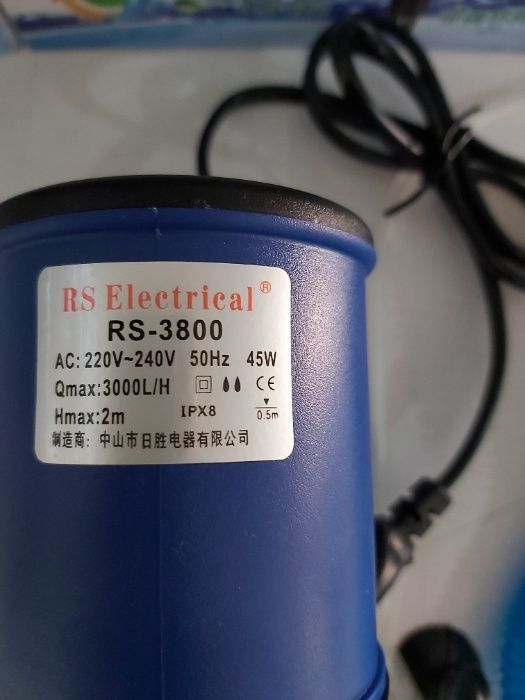 RS Electrical®
RS-3800
AC: 220V~240V 50Hz 45W
Qmax:3000L/H CE
Hmax:2m IPX8 0.5m
制造商: 中山市日胜电器有限公司